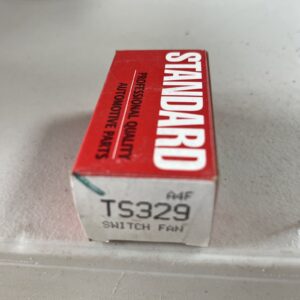 STANDARD
PROFESSIONAL QUALITY
AUTOMOTIVE PARTS
A4F
TS329
SWITCH FAN